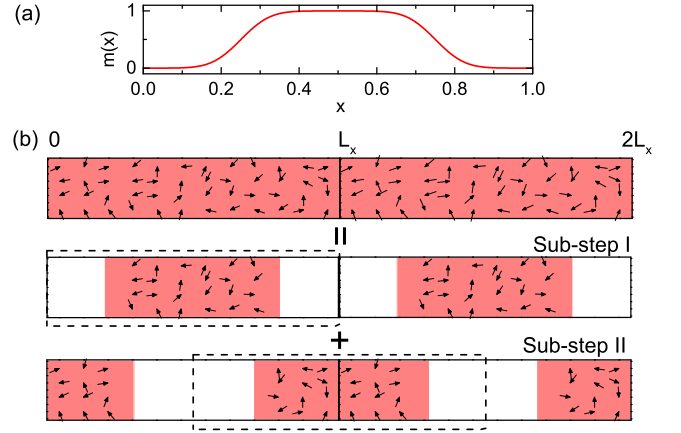 (a)
1
m(x)
0
0.0 0.2 0.4 0.6 0.8 1.0
x
(b) 0 Lₓ 2Lₓ
=
Sub-step I
+
Sub-step II